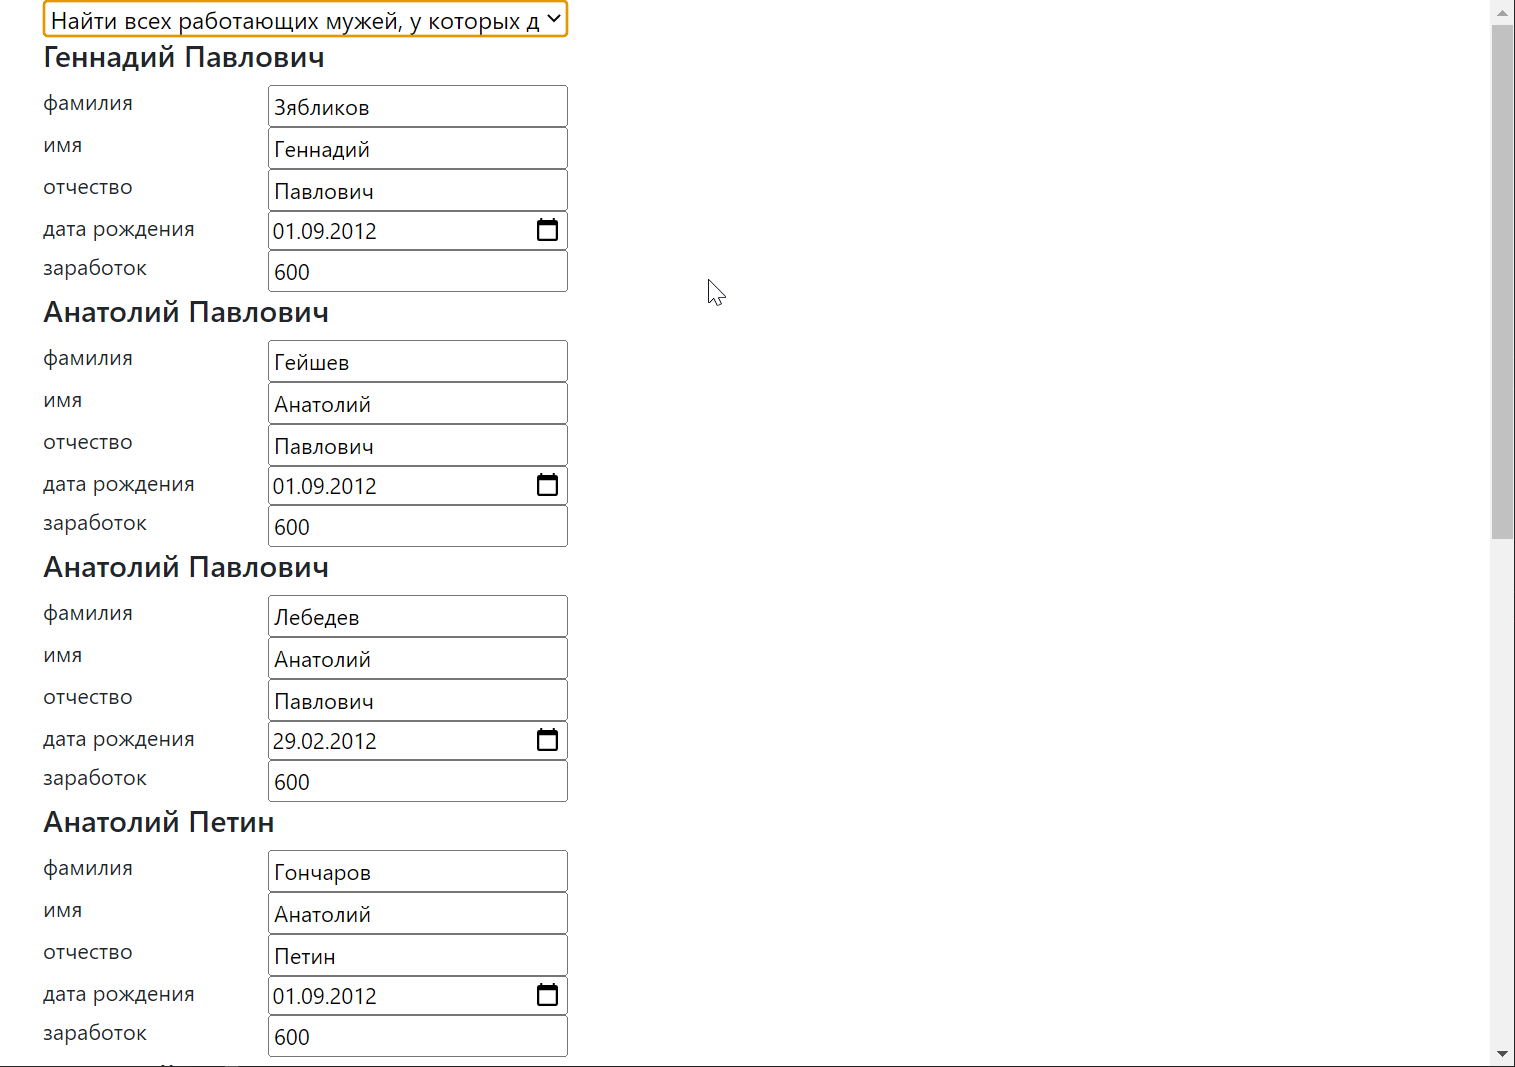 Найти всех работающих мужей, у которых д
Геннадий Павлович
фамилия Зябликов
имя Геннадий
отчество Павлович
дата рождения 01.09.2012
заработок 600
Анатолий Павлович
фамилия Гейшев
имя Анатолий
отчество Павлович
дата рождения 01.09.2012
заработок 600
Анатолий Павлович
фамилия Лебедев
имя Анатолий
отчество Павлович
дата рождения 29.02.2012
заработок 600
Анатолий Петин
фамилия Гончаров
имя Анатолий
отчество Петин
дата рождения 01.09.2012
заработок 600